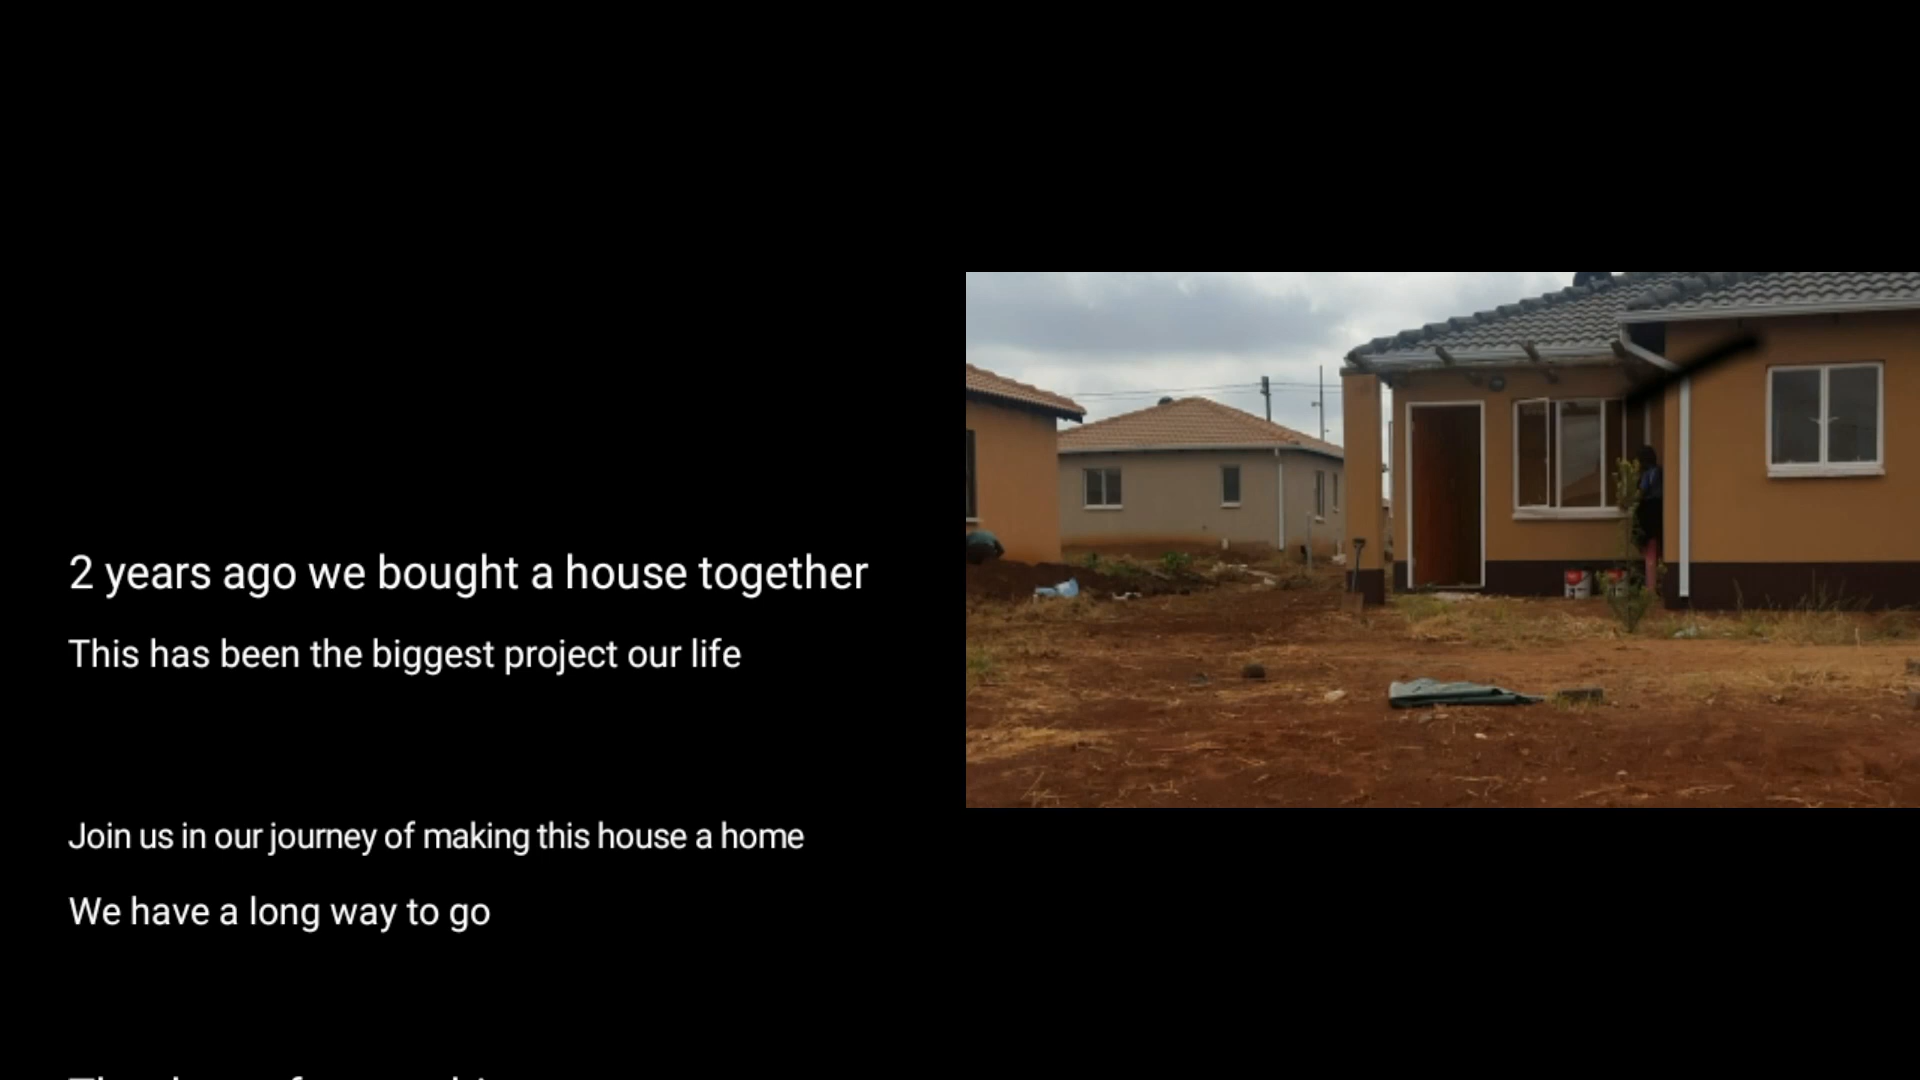 2 years ago we bought a house together
This has been the biggest project our life
Join us in our journey of making this house a home
We have a long way to go